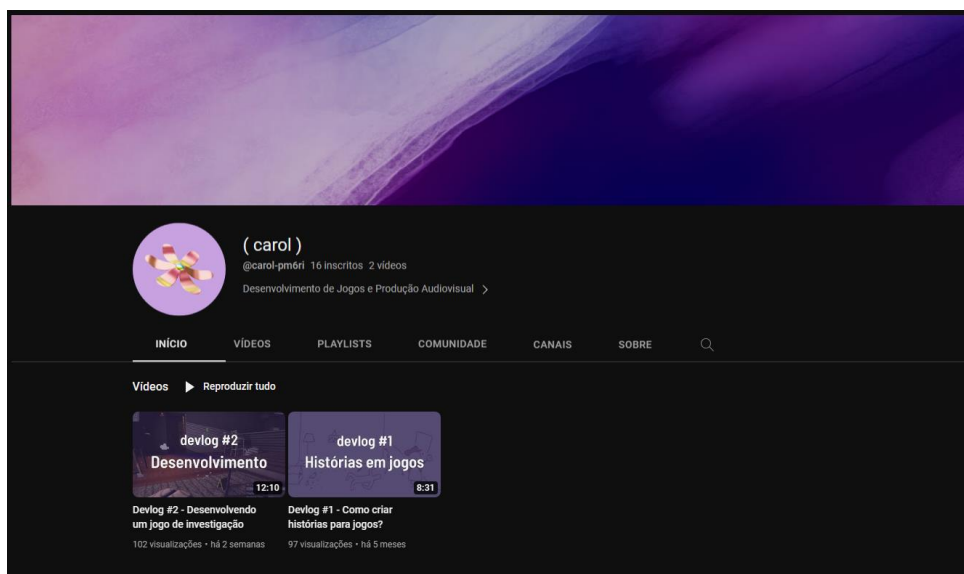 ( carol )
@carol-pm6ri 16 inscritos 2 vídeos
Desenvolvimento de Jogos e Produção Audiovisual
INÍCIO VÍDEOS PLAYLISTS COMUNIDADE CANAIS SOBRE
Vídeos Reproduzir tudo
devlog #2
Desenvolvimento
12:10
devlog #1
Histórias em jogos
8:31
Devlog #2 - Desenvolvendo
um jogo de investigação
102 visualizações • há 2 semanas
Devlog #1 - Como criar
histórias para jogos?
97 visualizações • há 5 meses